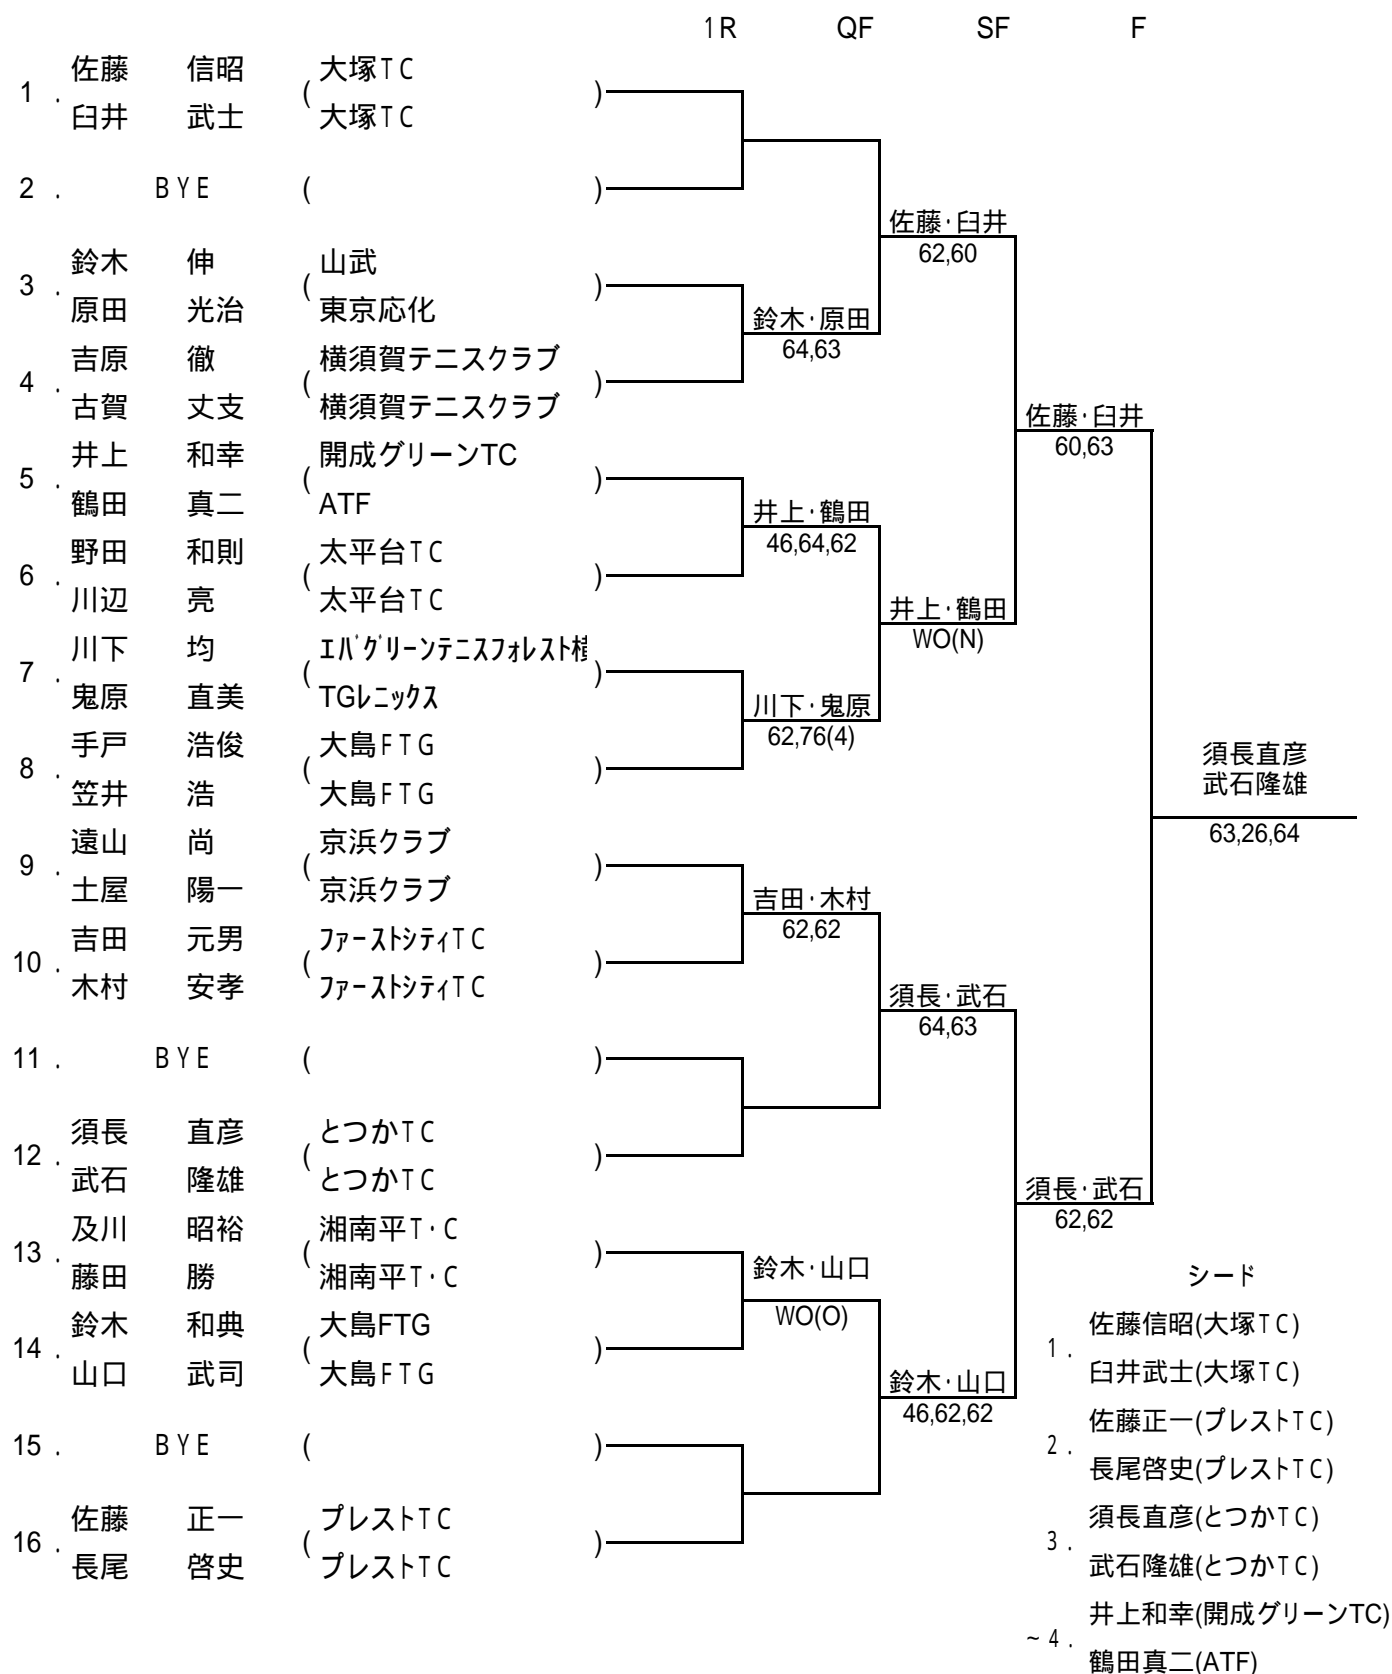 1R QF SF F
佐藤 信昭 大塚TC
1 . ( )
臼井 武士 大塚TC
2 . BYE ( )
佐藤・臼井
62,60
鈴木 伸 山武
3 . ( )
原田 光治 東京応化
鈴木・原田
64,63
吉原 徹 横須賀テニスクラブ
4 . ( )
古賀 丈支 横須賀テニスクラブ
佐藤・臼井
60,63
井上 和幸 開成グリーンTC
5 . ( )
鶴田 真二 ATF
井上・鶴田
46,64,62
野田 和則 太平台TC
6 . ( )
川辺 亮 太平台TC
井上・鶴田
WO(N)
川下 均 エバグリーンテニスフォレスト横
7 . ( )
鬼原 直美 TGレニックス
川下・鬼原
62,76(4)
手戸 浩俊 大島FTG
8 . ( )
笠井 浩 大島FTG
須長直彦
武石隆雄
63,26,64
遠山 尚 京浜クラブ
9 . ( )
土屋 陽一 京浜クラブ
吉田・木村
62,62
吉田 元男 ファーストシティTC
10 . ( )
木村 安孝 ファーストシティTC
須長・武石
64,63
11 . BYE ( )
須長 直彦 とつかTC
12 . ( )
武石 隆雄 とつかTC
須長・武石
62,62
及川 昭裕 湘南平T・C
13 . ( )
藤田 勝 湘南平T・C
鈴木・山口
WO(O)
鈴木 和典 大島FTG
14 . ( )
山口 武司 大島FTG
鈴木・山口
46,62,62
15 . BYE ( )
佐藤 正一 プレストTC
16 . ( )
長尾 啓史 プレストTC
シード
佐藤信昭(大塚TC)
1 .
臼井武士(大塚TC)
佐藤正一(プレストTC)
2 .
長尾啓史(プレストTC)
須長直彦(とつかTC)
3 .
武石隆雄(とつかTC)
井上和幸(開成グリーンTC)
~4 .
鶴田真二(ATF)